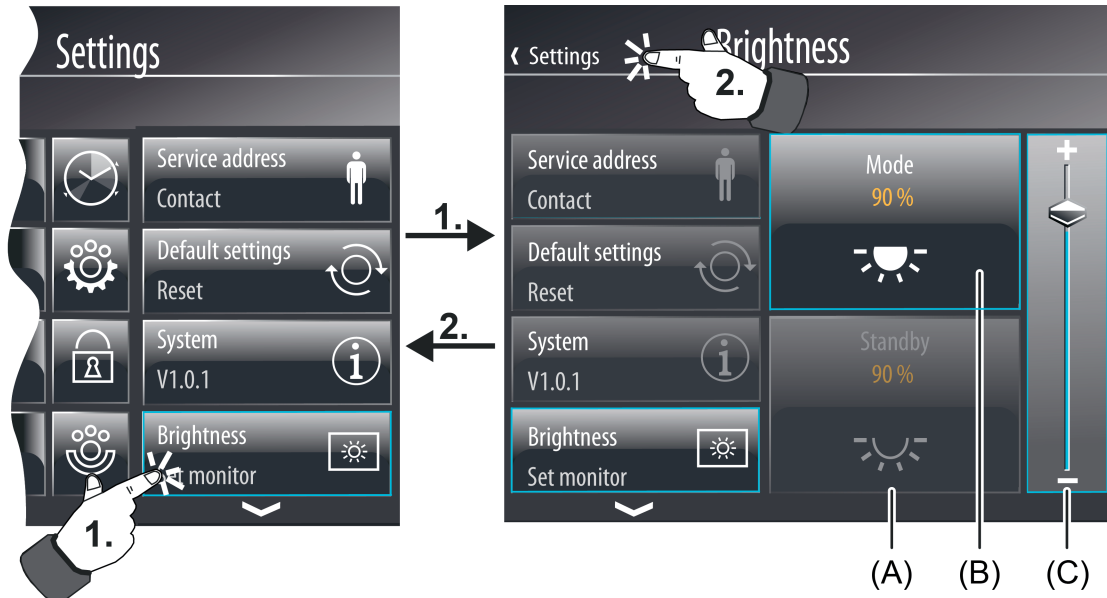 Settings
Service address
Contact
Default settings
Reset
System
V1.0.1
Brightness
Set monitor
1.
1.
2.
‹ Settings
Brightness
2.
Service address
Contact
Default settings
Reset
System
V1.0.1
Brightness
Set monitor
Mode
90 %
Standby
90 %
+
–
(A)
(B)
(C)